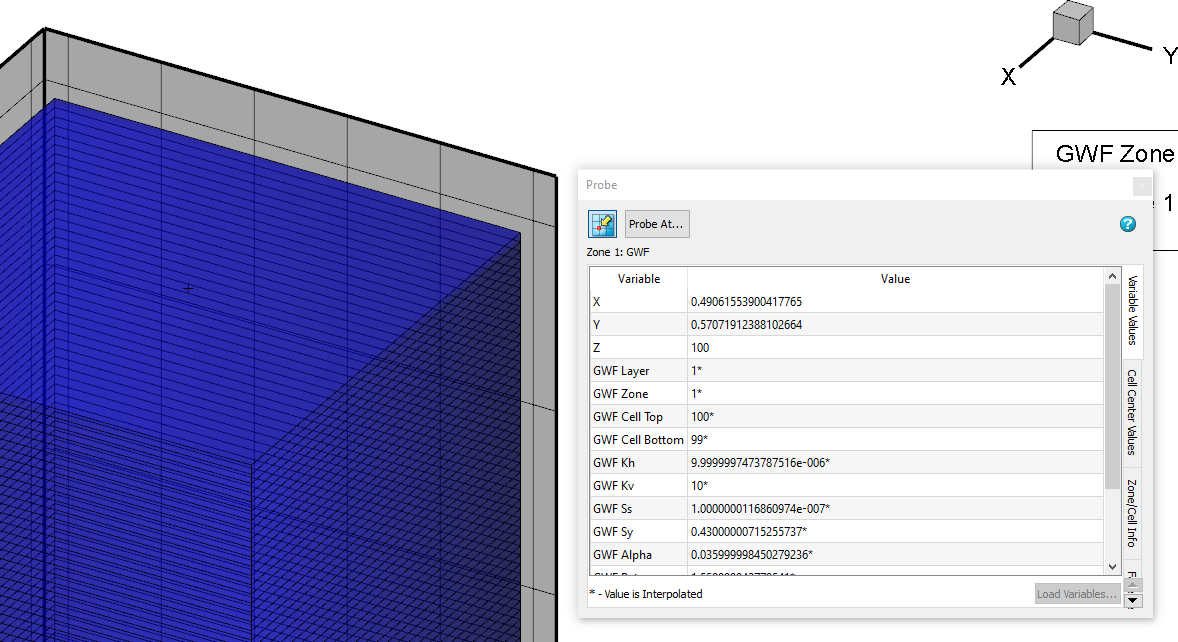 X
Y
GWF Zone
1
Probe
Probe At...
Zone 1: GWF
Variable Value
X 0.49061553900417765
Y 0.57071912388102664
Z 100
GWF Layer 1*
GWF Zone 1*
GWF Cell Top 100*
GWF Cell Bottom 99*
GWF Kh 9.9999997473787516e-006*
GWF Kv 10*
GWF Ss 1.0000000116860974e-007*
GWF Sy 0.43000000715255737*
GWF Alpha 0.035999998450279236*
* - Value is Interpolated
Load Variables...
Variable Values
Cell Center Values
Zone/Cell Info